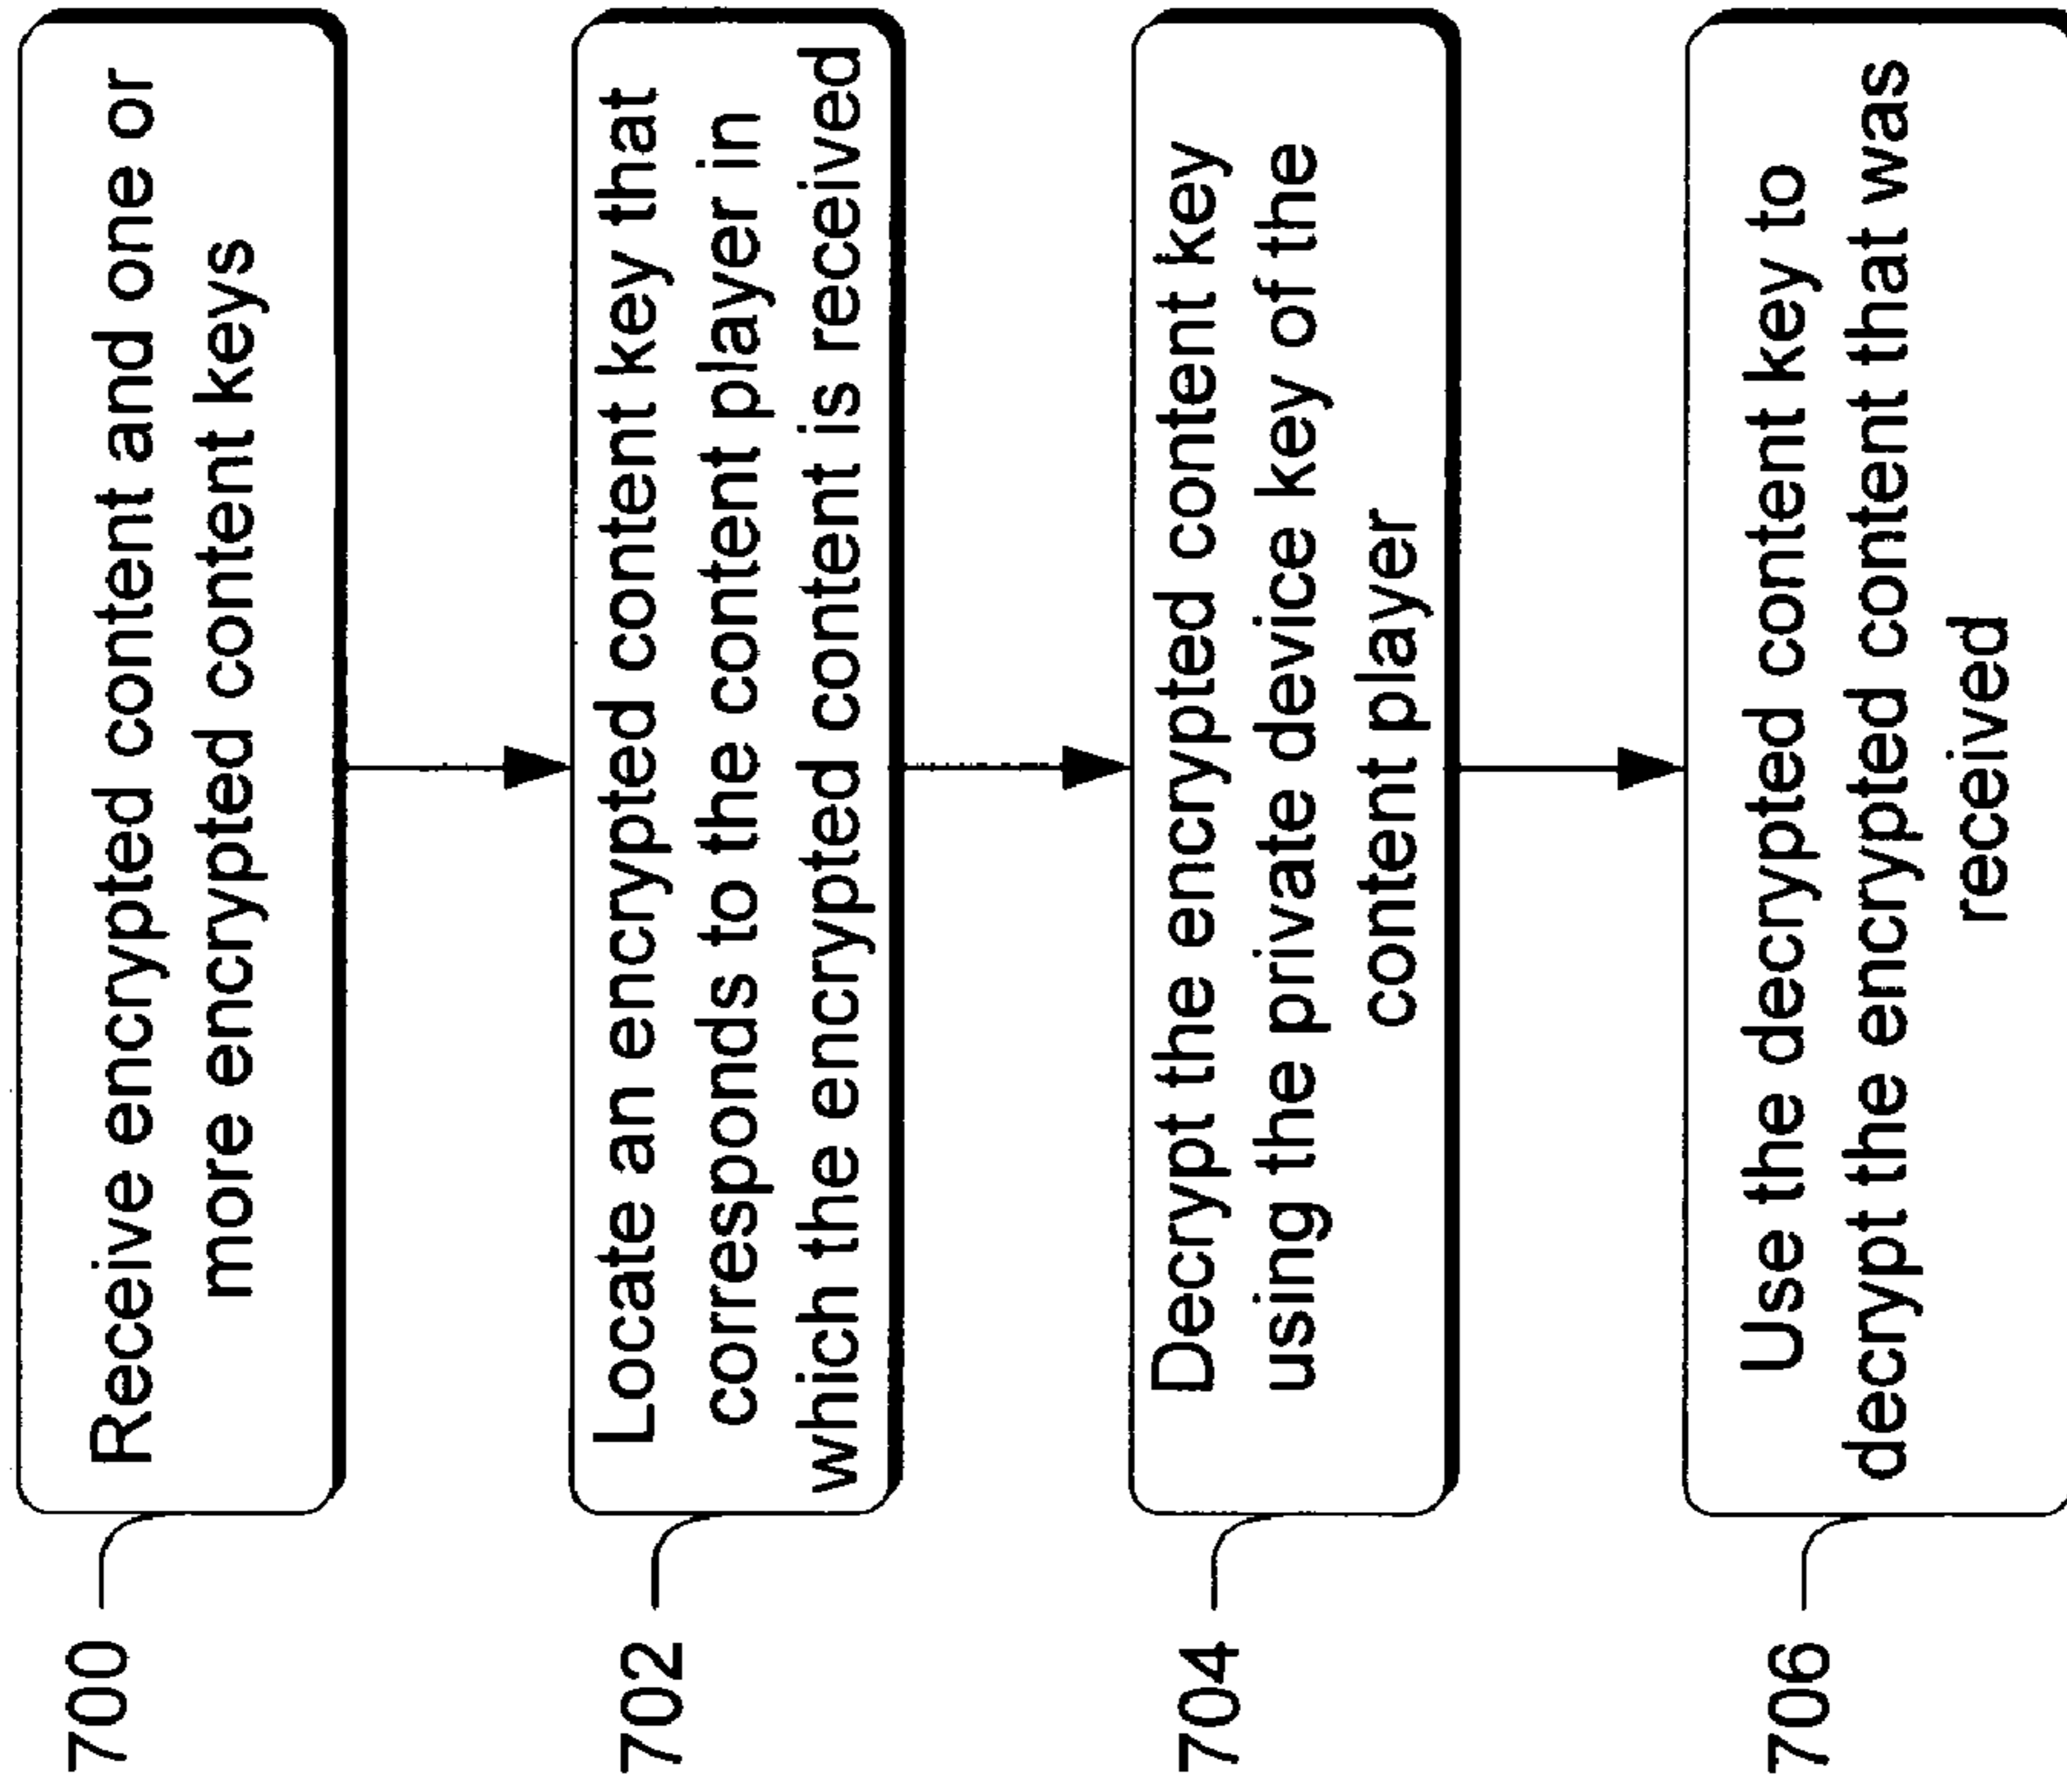 700
Receive encrypted content and one or
more encrypted content keys
702
Locate an encrypted content key that
corresponds to the content player in
which the encrypted content is received
704
Decrypt the encrypted content key
using the private device key of the
content player
706
Use the decrypted content key to
decrypt the encrypted content that was
received